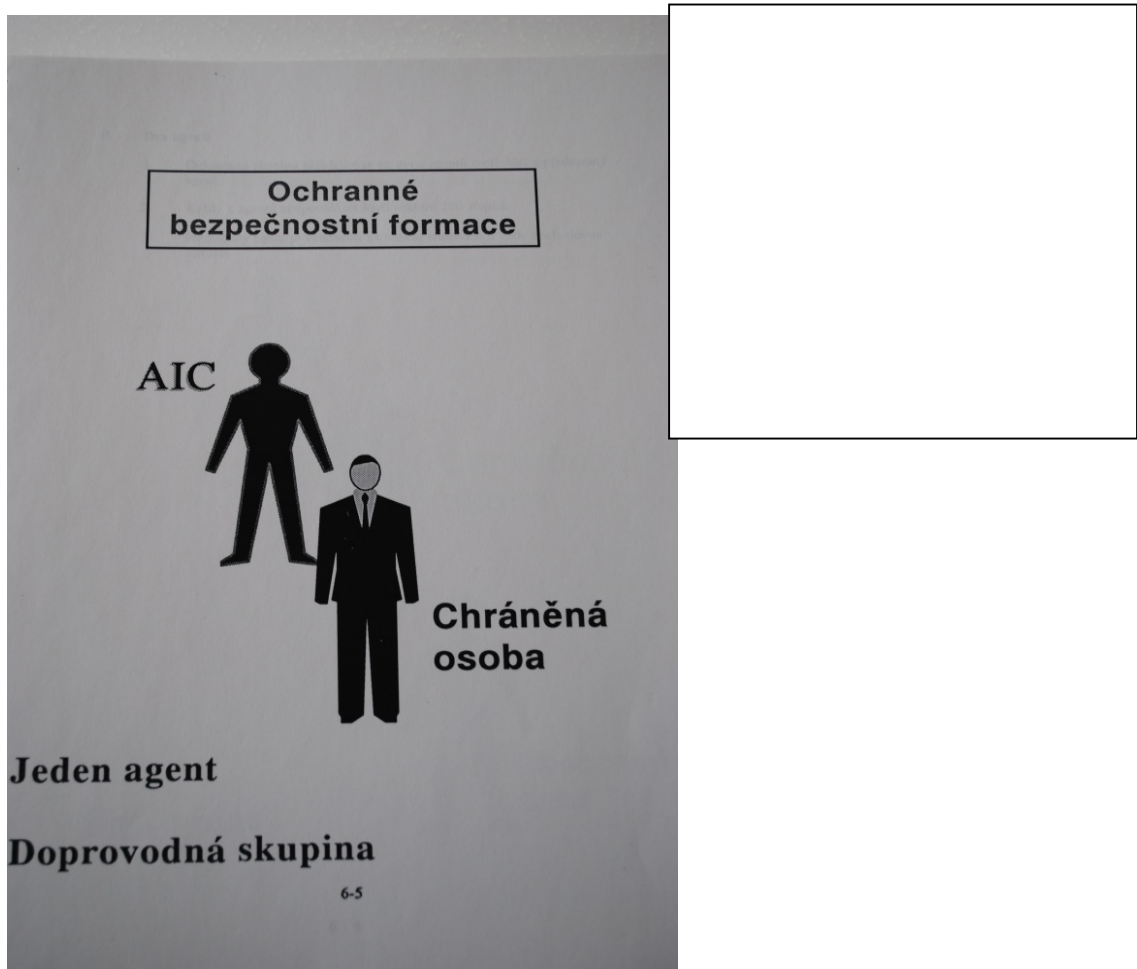 Ochranné
bezpečnostní formace
AIC
Chráněná
osoba
Jeden agent
Doprovodná skupina
6-5